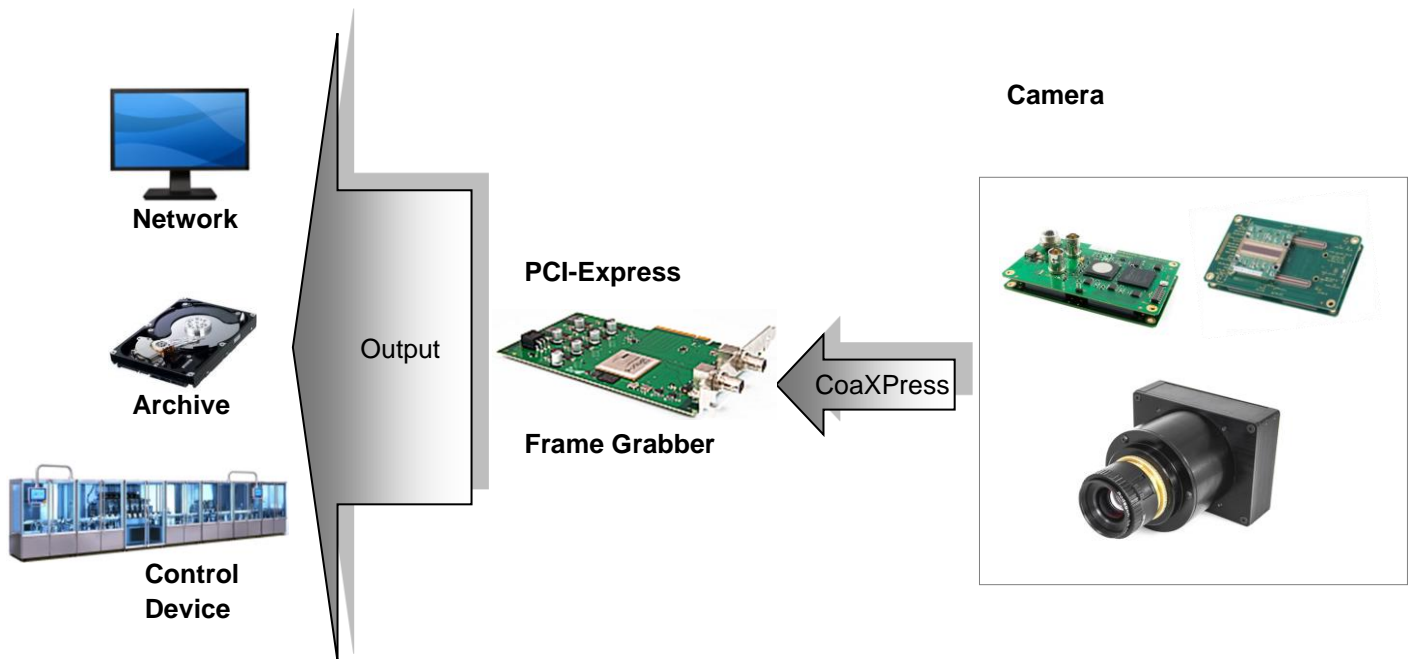 Camera
Network
PCI-Express
Output
CoaXPress
Archive
Frame Grabber
Control
Device